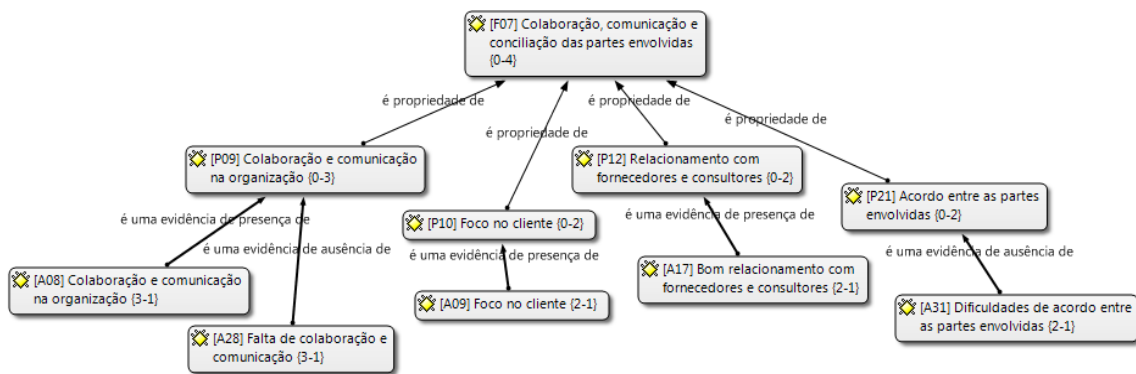 [F07] Colaboração, comunicação e
conciliação das partes envolvidas
{0-4}
é propriedade de
é propriedade de
é propriedade de
é propriedade de
[P09] Colaboração e comunicação
na organização {0-3}
[P12] Relacionamento com
fornecedores e consultores {0-2}
[P21] Acordo entre as partes
envolvidas {0-2}
[P10] Foco no cliente {0-2}
é uma evidência de presença de
é uma evidência de ausência de
é uma evidência de presença de
é uma evidência de presença de
é uma evidência de ausência de
[A08] Colaboração e comunicação
na organização {3-1}
[A17] Bom relacionamento com
fornecedores e consultores {2-1}
[A09] Foco no cliente {2-1}
[A31] Dificuldades de acordo entre
as partes envolvidas {2-1}
[A28] Falta de colaboração e
comunicação {3-1}